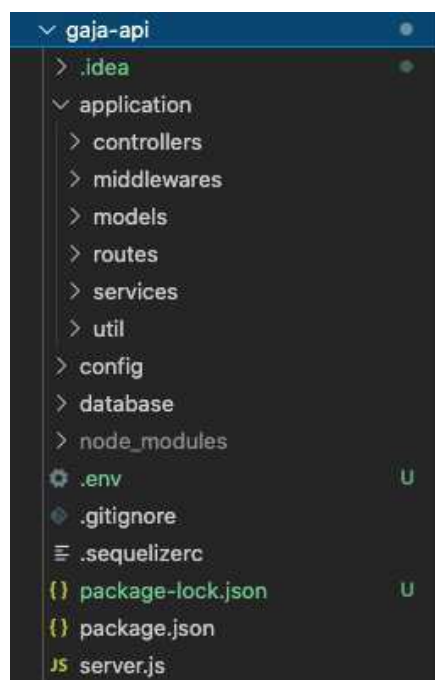 gaja-api
.idea
application
controllers
middlewares
models
routes
services
util
config
database
node_modules
.env U
.gitignore
.sequelizerc
{} package-lock.json U
{} package.json
JS server.js